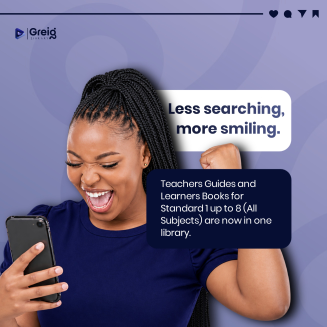 Greig
Less searching,
more smiling.
Teachers Guides and
Learners Books for
Standard 1 up to 8 (All
Subjects) are now in one
library.